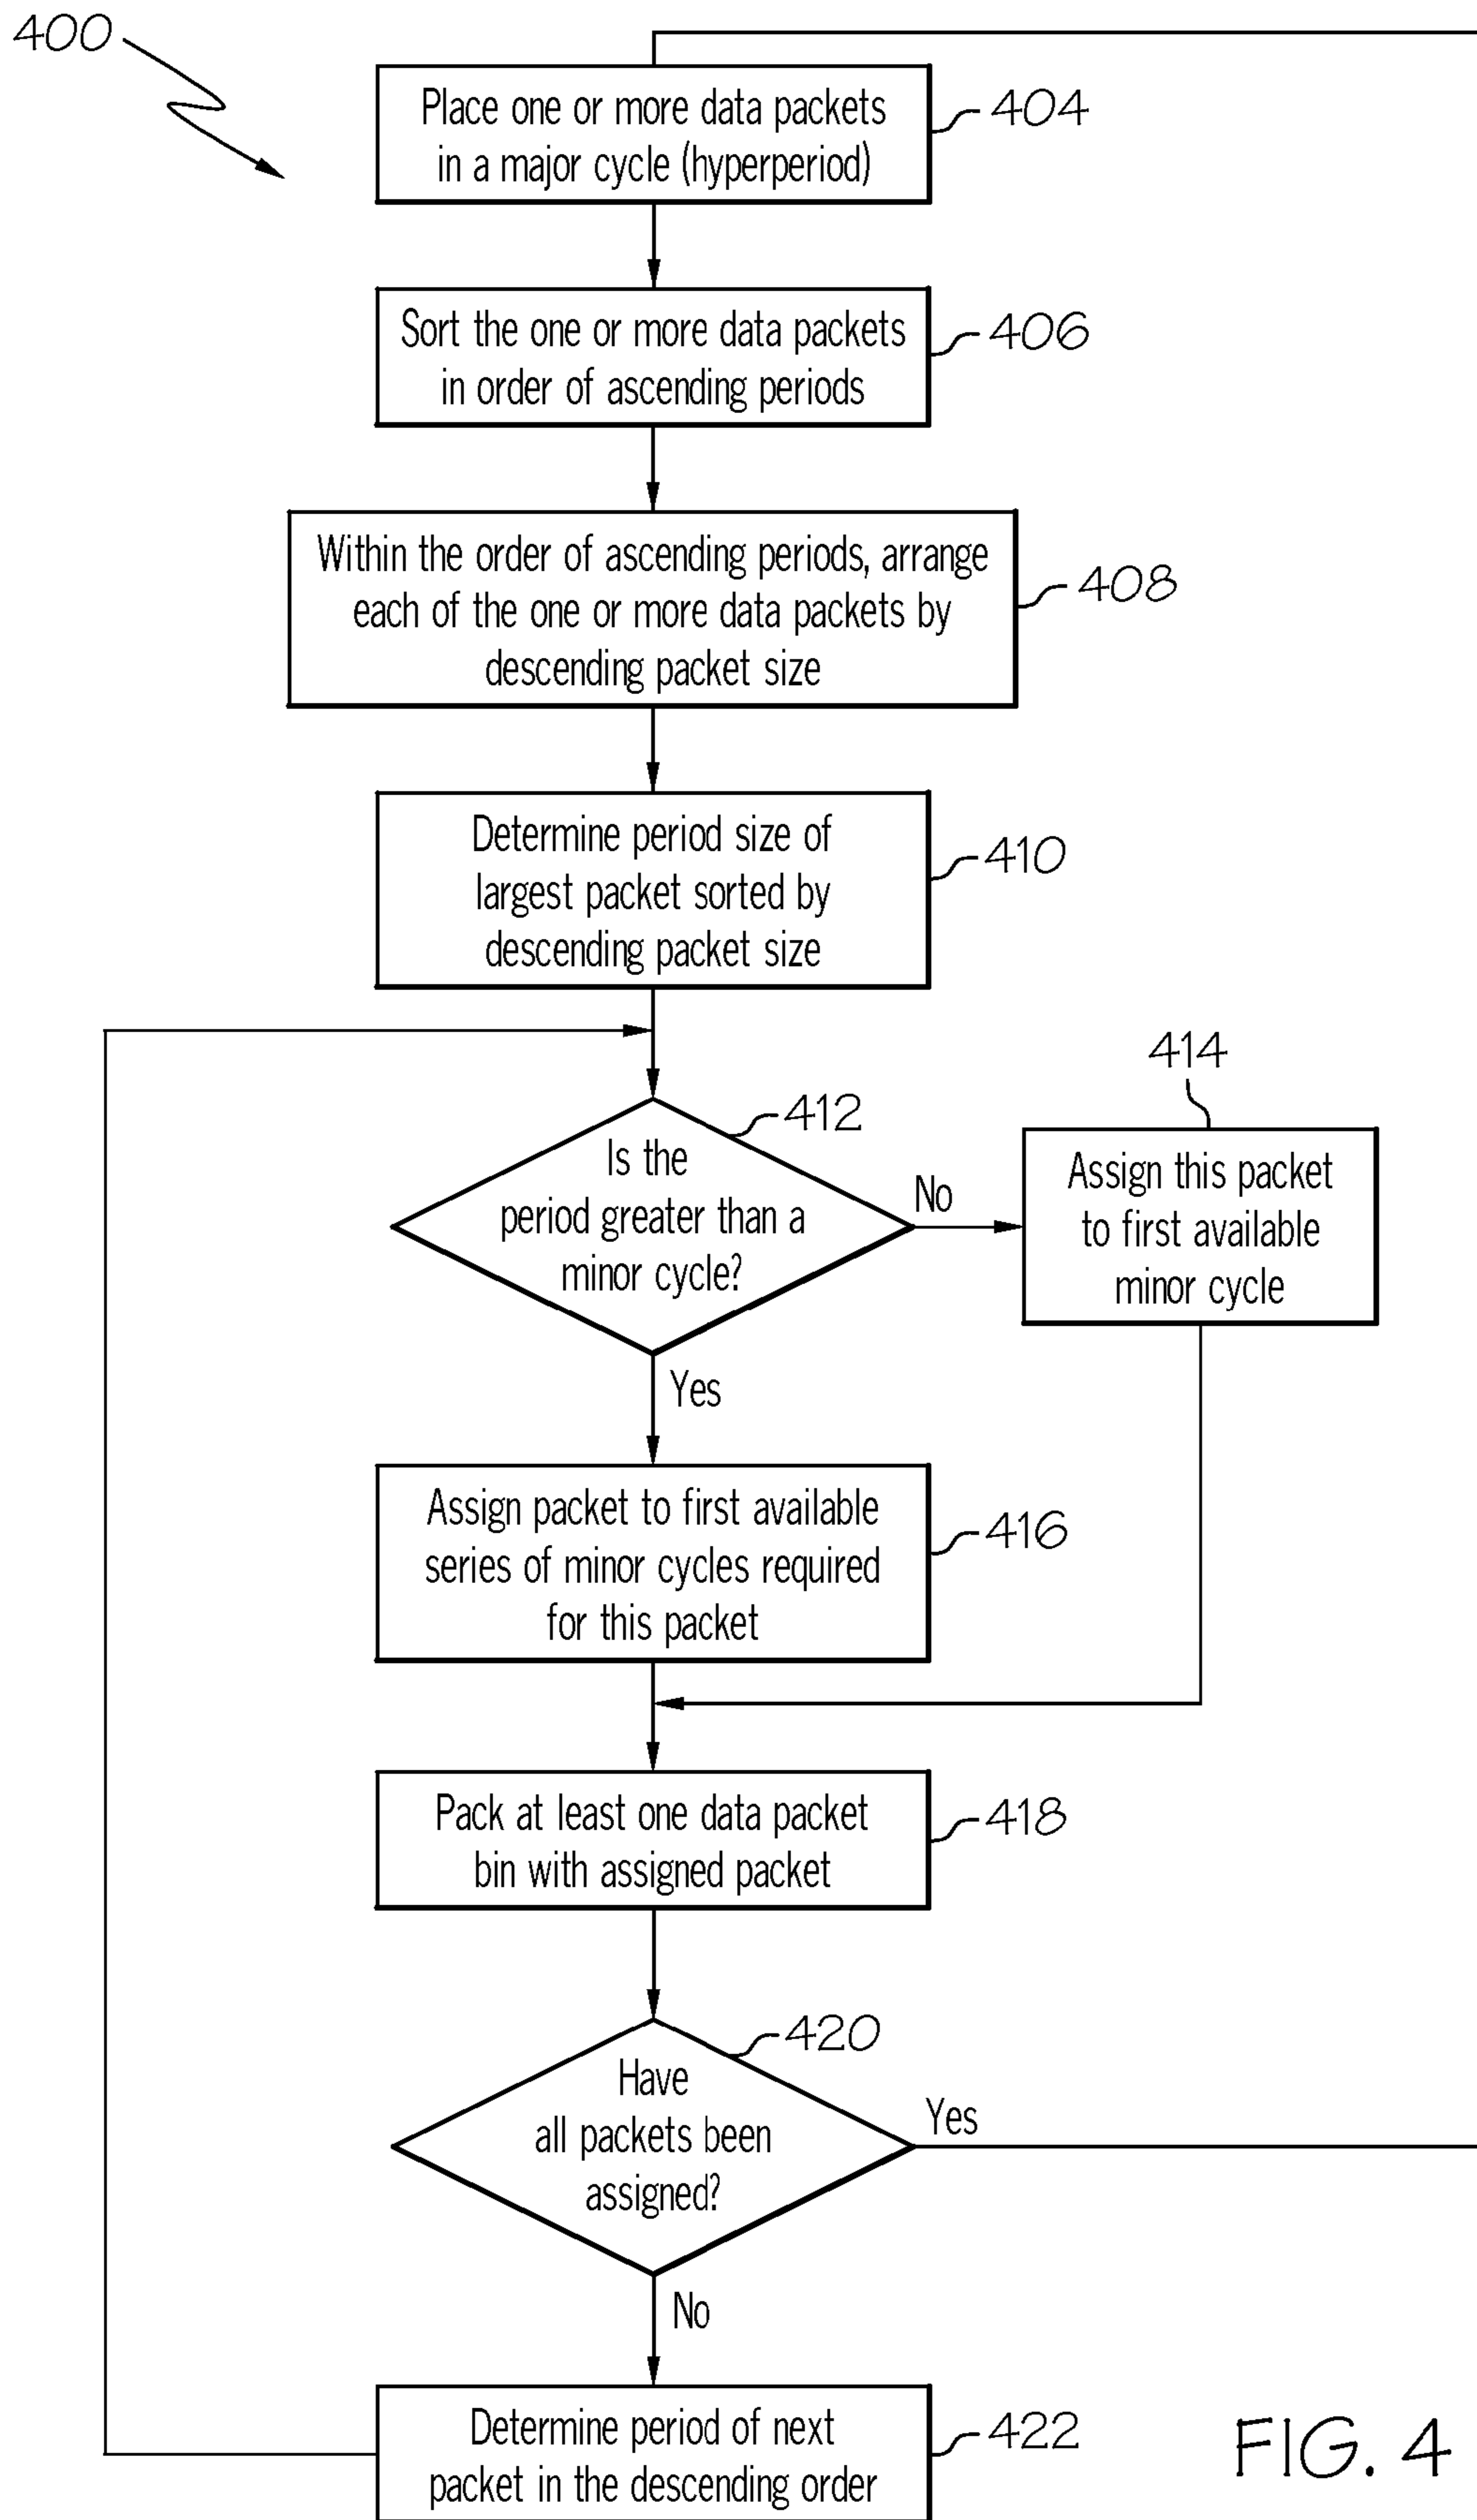 400
Place one or more data packets
in a major cycle (hyperperiod)
404
Sort the one or more data packets
in order of ascending periods
406
Within the order of ascending periods, arrange
each of the one or more data packets by
descending packet size
408
Determine period size of
largest packet sorted by
descending packet size
410
412
Is the
period greater than a
minor cycle?
No
414
Assign this packet
to first available
minor cycle
Yes
Assign packet to first available
series of minor cycles required
for this packet
416
Pack at least one data packet
bin with assigned packet
418
420
Have
all packets been
assigned?
Yes
No
Determine period of next
packet in the descending order
422
FIG. 4